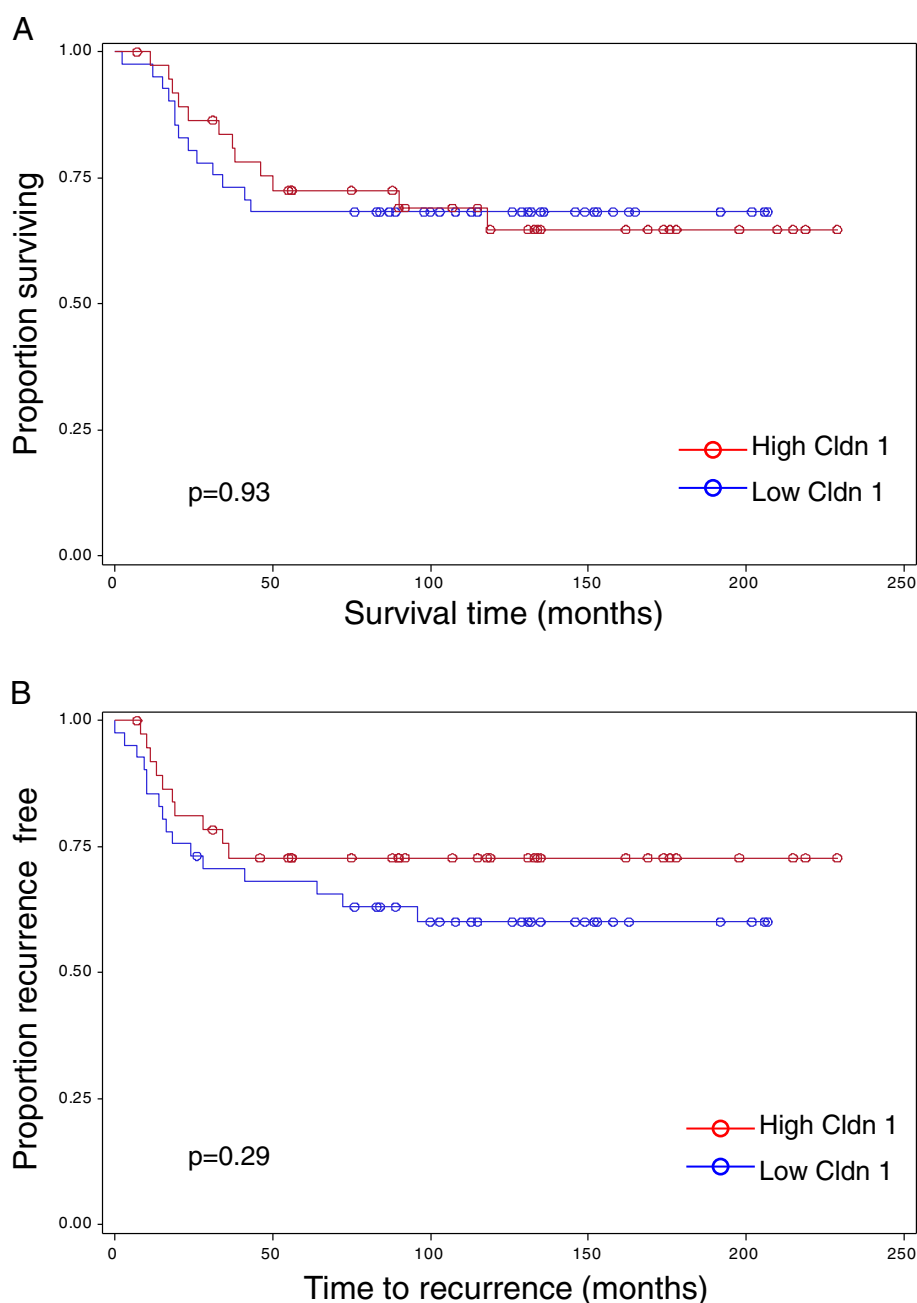 A
1.00
0.75
0.50
0.25
0.00
Proportion surviving
High Cldn 1
Low Cldn 1
p=0.93
0 50 100 150 200 250
Survival time (months)
B
1.00
0.75
0.50
0.25
0.00
Proportion recurrence free
High Cldn 1
Low Cldn 1
p=0.29
0 50 100 150 200 250
Time to recurrence (months)